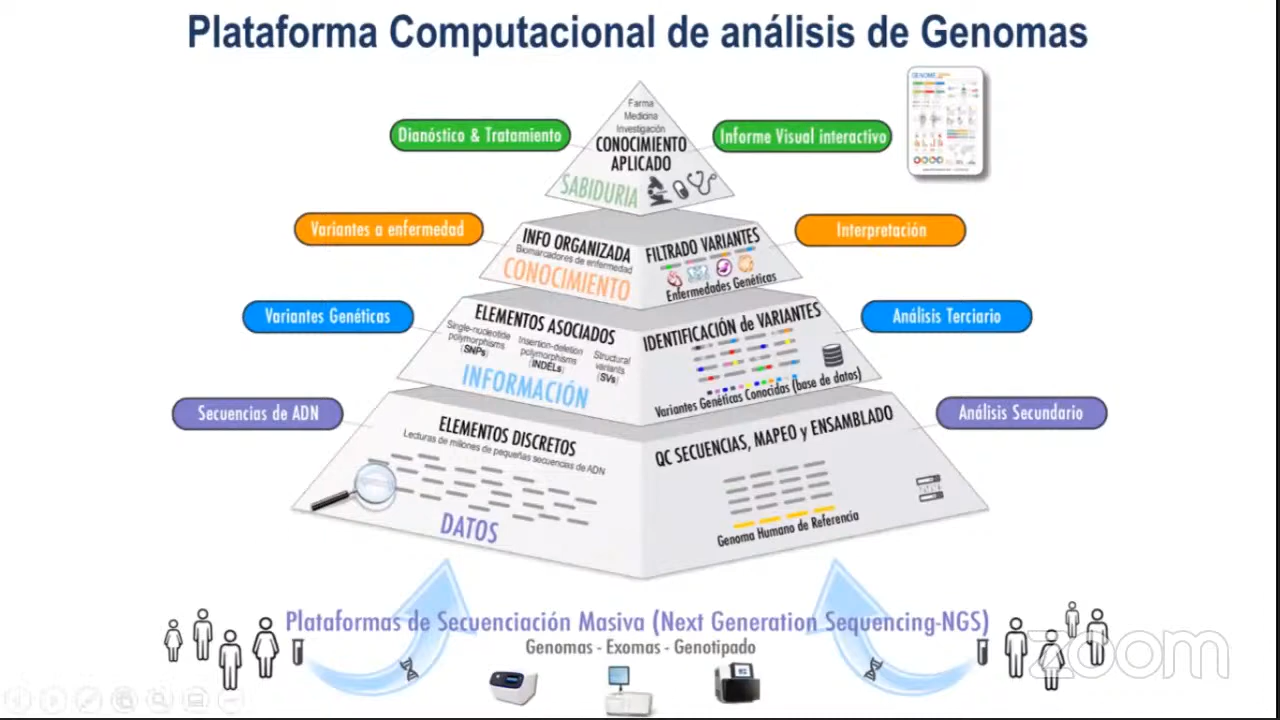 Plataforma Computacional de análisis de Genomas
Farma
Medicina
Investigación
CONOCIMIENTO
APLICADO
SABIDURIA
Dianóstico & Tratamiento
Informe Visual interactivo
GENOME
Variantes a enfermedad
INFO ORGANIZADA
Biomarcadores de enfermedad
CONOCIMIENTO
FILTRADO VARIANTES
Enfermedades Genéticas
Interpretación
Variantes Genéticas
ELEMENTOS ASOCIADOS
Single-nucleotide
polymorphisms
(SNPs)
Insertion-deletion
polymorphisms
(INDELs)
Structural
variants
(SVs)
INFORMACIÓN
IDENTIFICACIÓN de VARIANTES
Variantes Genéticas Conocidas (base de datos)
Análisis Terciario
Secuencias de ADN
ELEMENTOS DISCRETOS
Lecturas de millones de pequeñas secuencias de ADN
DATOS
QC SECUENCIAS, MAPEO y ENSAMBLADO
Genoma Humano de Referencia
Análisis Secundario
Plataformas de Secuenciación Masiva (Next Generation Sequencing-NGS)
Genomas - Exomas - Genotipado
zoom